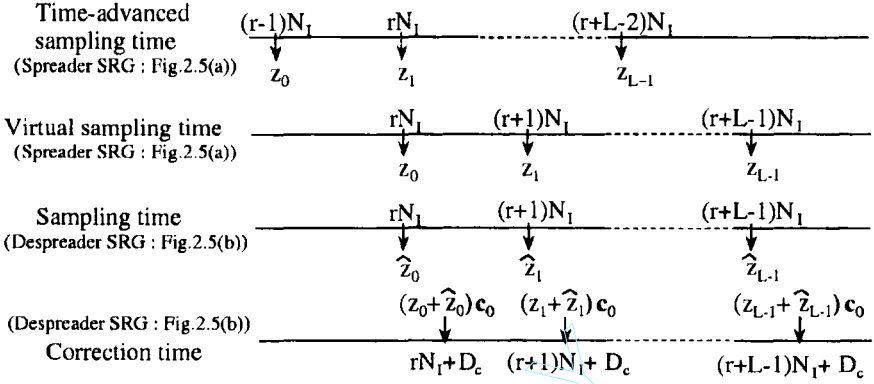 Time-advanced
sampling time
(Spreader SRG : Fig.2.5(a))
(r-1)N_I rN_I (r+L-2)N_I
z_0 z_1 z_{L-1}
Virtual sampling time
(Spreader SRG : Fig.2.5(a))
rN_I (r+1)N_I (r+L-1)N_I
z_0 z_1 z_{L-1}
Sampling time
(Despreader SRG : Fig.2.5(b))
rN_I (r+1)N_I (r+L-1)N_I
ẑ_0 ẑ_1 ẑ_{L-1}
(z_0+ẑ_0)c_0 (z_1+ẑ_1)c_0 (z_{L-1}+ẑ_{L-1})c_0
(Despreader SRG : Fig.2.5(b))
Correction time
rN_I+D_c (r+1)N_I+D_c (r+L-1)N_I+D_c